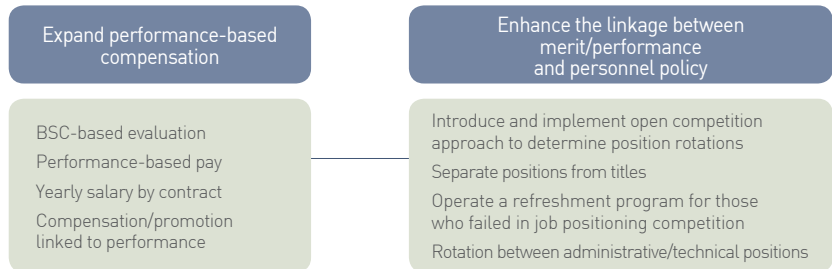 Expand performance-based
compensation
BSC-based evaluation
Performance-based pay
Yearly salary by contract
Compensation/promotion
linked to performance
Enhance the linkage between
merit/performance
and personnel policy
Introduce and implement open competition
approach to determine position rotations
Separate positions from titles
Operate a refreshment program for those
who failed in job positioning competition
Rotation between administrative/technical positions